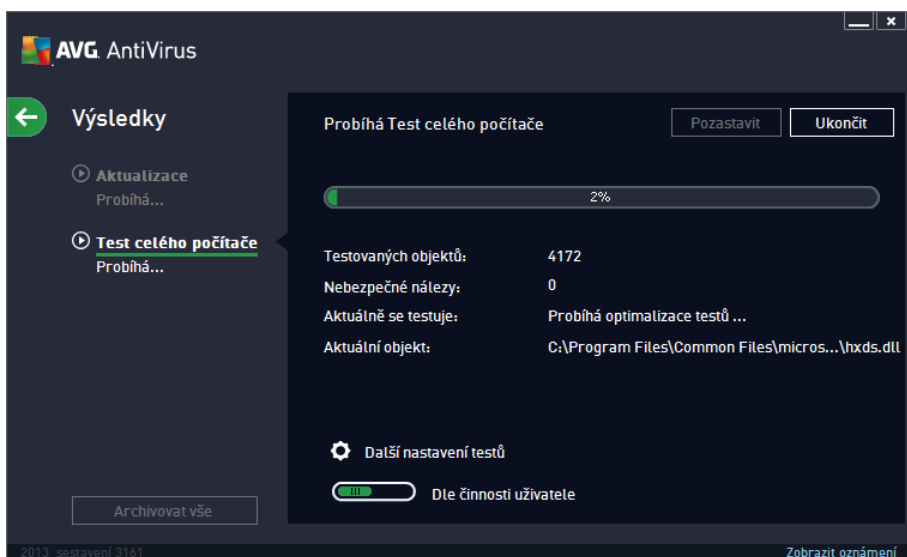 AVG. AntiVirus
Výsledky
Aktualizace
Probíhá...
Test celého počítače
Probíhá...
Archivovat vše
Probíhá Test celého počítače
Pozastavit
Ukončit
2%
Testovaných objektů: 4172
Nebezpečné nálezy: 0
Aktuálně se testuje: Probíhá optimalizace testů ...
Aktuální objekt: C:\Program Files\Common Files\micros...\hxds.dll
Další nastavení testů
Dle činnosti uživatele
2013 sestavení 3161
Zobrazit oznámení